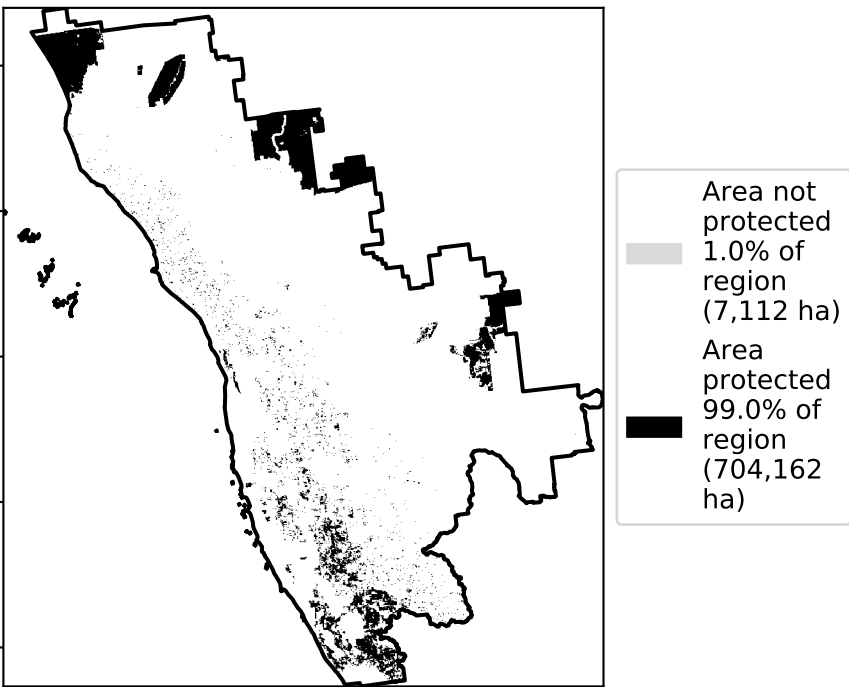 Area not
protected
1.0% of
region
(7,112 ha)
Area
protected
99.0% of
region
(704,162
ha)